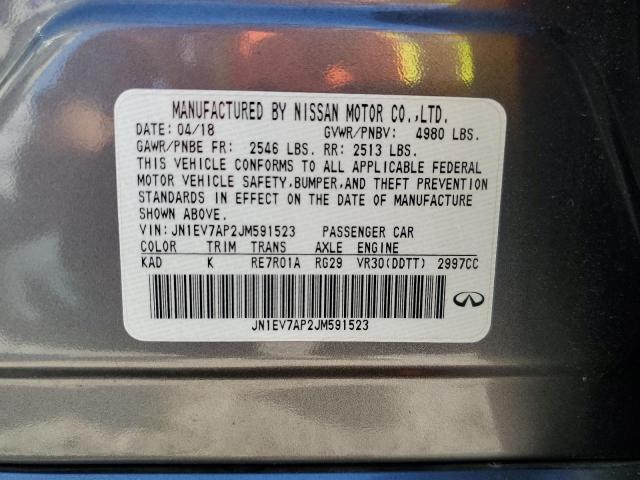 MANUFACTURED BY NISSAN MOTOR CO.,LTD.
DATE: 04/18 GVWR/PNBV: 4980 LBS.
GAWR/PNBE FR: 2546 LBS. RR: 2513 LBS.
THIS VEHICLE CONFORMS TO ALL APPLICABLE FEDERAL
MOTOR VEHICLE SAFETY,BUMPER,AND THEFT PREVENTION
STANDARDS IN EFFECT ON THE DATE OF MANUFACTURE
SHOWN ABOVE.
VIN: JN1EV7AP2JM591523 PASSENGER CAR
COLOR TRIM TRANS AXLE ENGINE
KAD K RE7R01A RG29 VR30(DDTT) 2997CC
JN1EV7AP2JM591523